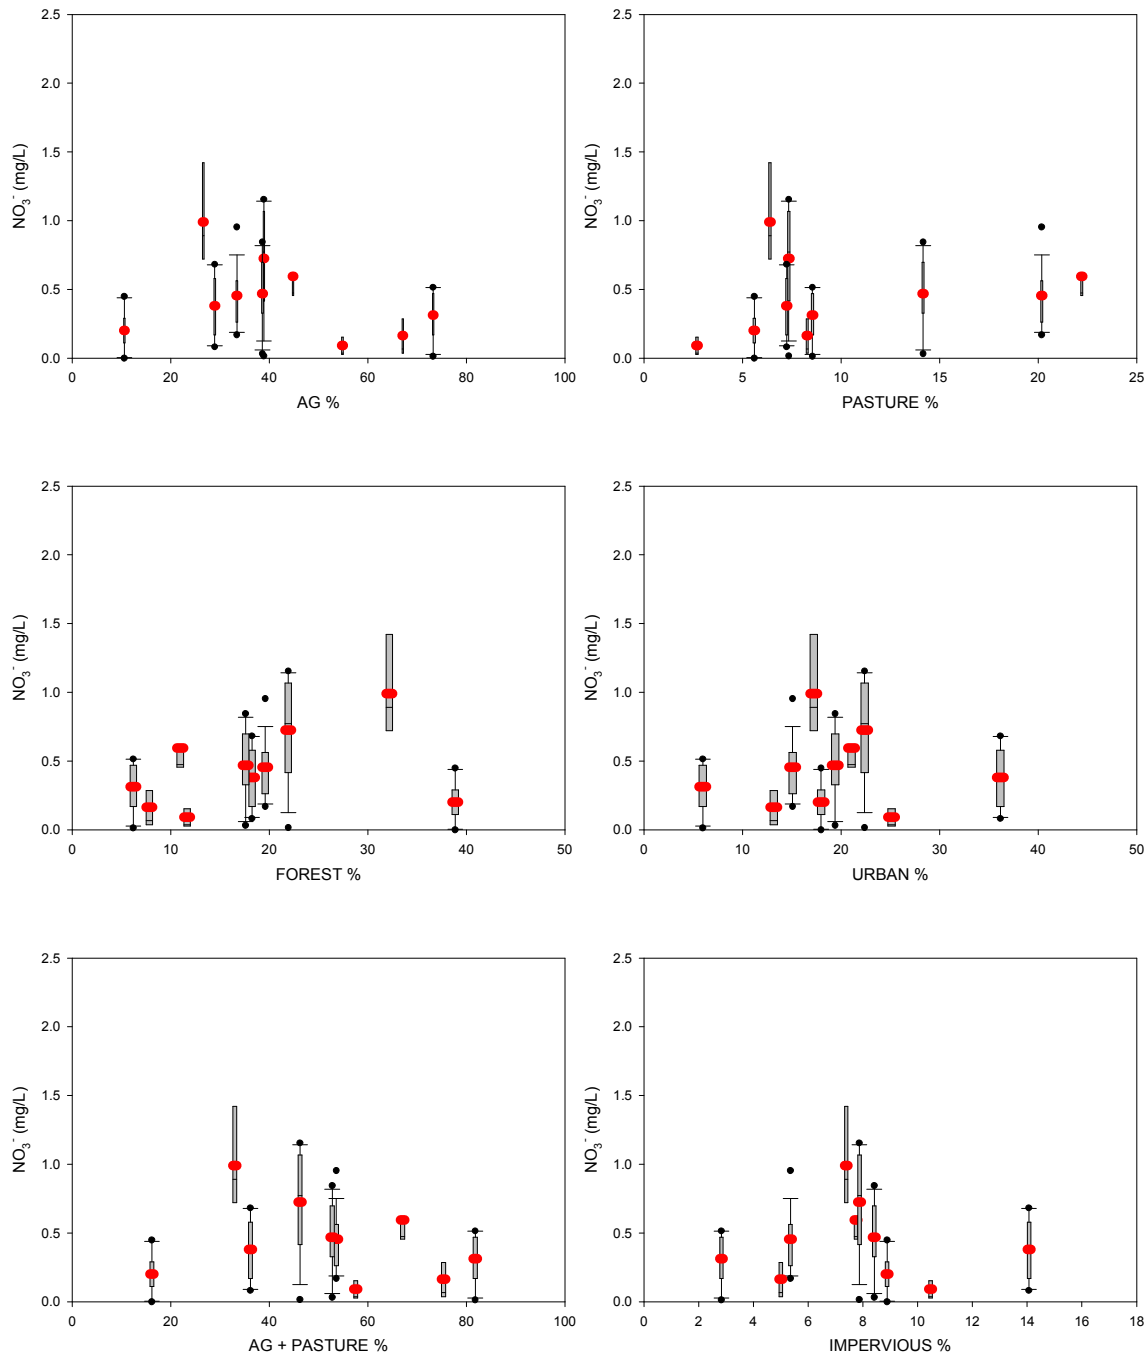 2.5
2.0
1.5
1.0
0.5
0.0
NO3- (mg/L)
0 20 40 60 80 100
AG %
2.5
2.0
1.5
1.0
0.5
0.0
NO3- (mg/L)
0 5 10 15 20 25
PASTURE %
2.5
2.0
1.5
1.0
0.5
0.0
NO3- (mg/L)
0 10 20 30 40 50
FOREST %
2.5
2.0
1.5
1.0
0.5
0.0
NO3- (mg/L)
0 10 20 30 40 50
URBAN %
2.5
2.0
1.5
1.0
0.5
0.0
NO3- (mg/L)
0 20 40 60 80 100
AG + PASTURE %
2.5
2.0
1.5
1.0
0.5
0.0
NO3- (mg/L)
0 2 4 6 8 10 12 14 16 18
IMPERVIOUS %